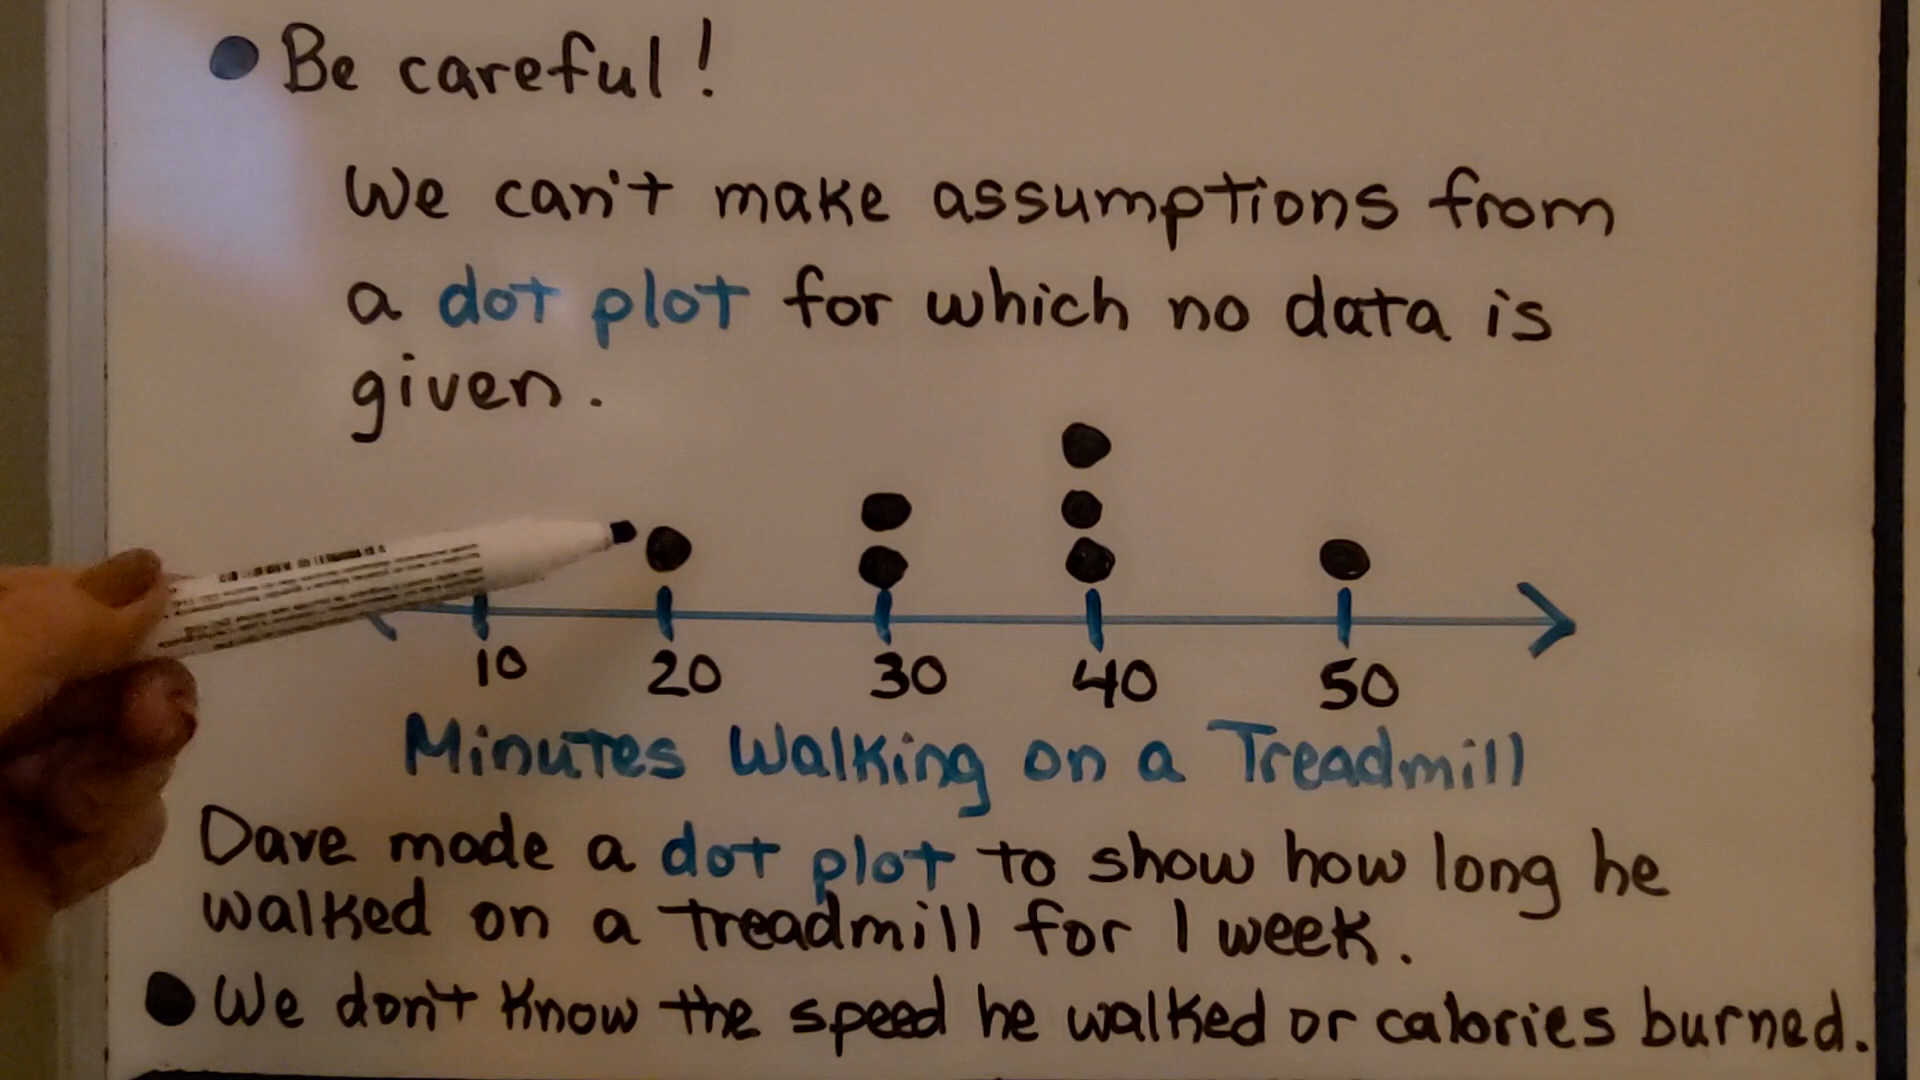 Be careful!
We can't make assumptions from
a dot plot for which no data is
given.
10 20 30 40 50
Minutes Walking on a Treadmill
Dave made a dot plot to show how long he
walked on a treadmill for 1 week.
We don't know the speed he walked or calories burned.